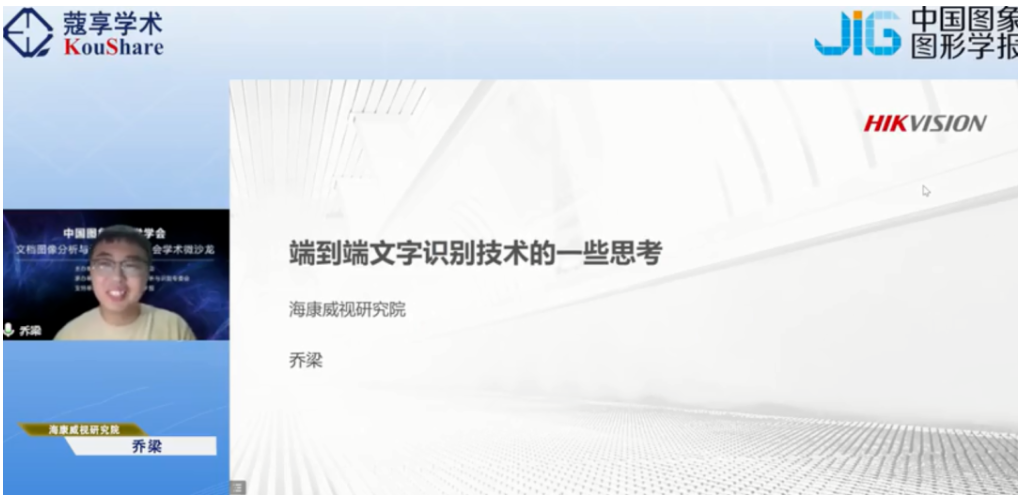 蔻享学术
KouShare
JIG
中国图象
图形学报
HIKVISION
端到端文字识别技术的一些思考
海康威视研究院
乔梁
中国图 学会
文档图像分析与 会学术微沙龙
乔梁
海康威视研究院
乔梁